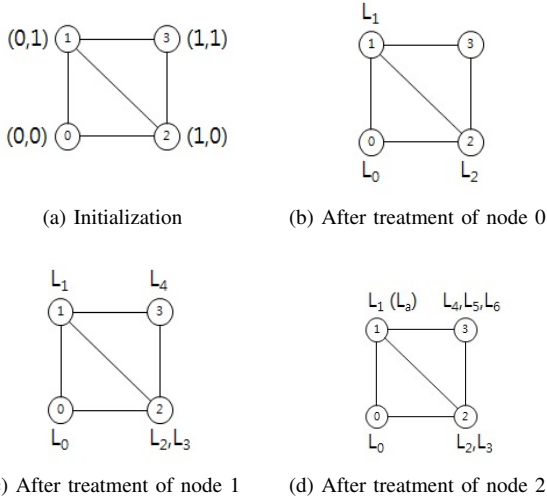 (0,1) 1 3 (1,1)
(0,0) 0 2 (1,0)
(a) Initialization
L₁
1 3
0 2
L₀ L₂
(b) After treatment of node 0
L₁ L₄
1 3
0 2
L₀ L₂,L₃
) After treatment of node 1
L₁ (Lₐ) L₄,L₅,L₆
1 3
0 2
L₀ L₂,L₃
(d) After treatment of node 2